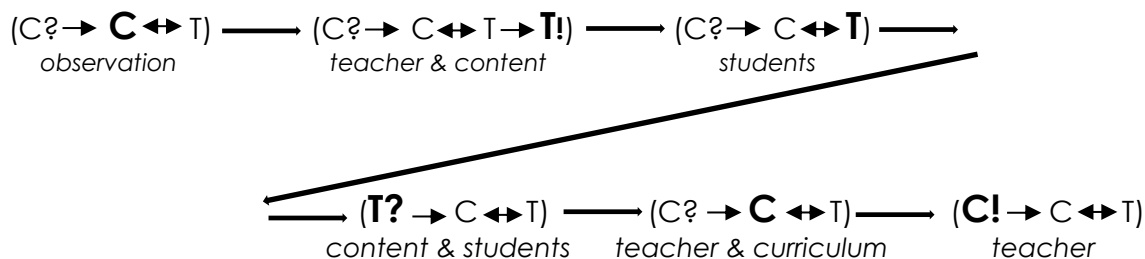 (C? → C ↔ T) → (C? → C ↔ T → T!) → (C? → C ↔ T) →
observation teacher & content students
→ (T? → C ↔ T) → (C? → C ↔ T) → (C! → C ↔ T)
content & students teacher & curriculum teacher